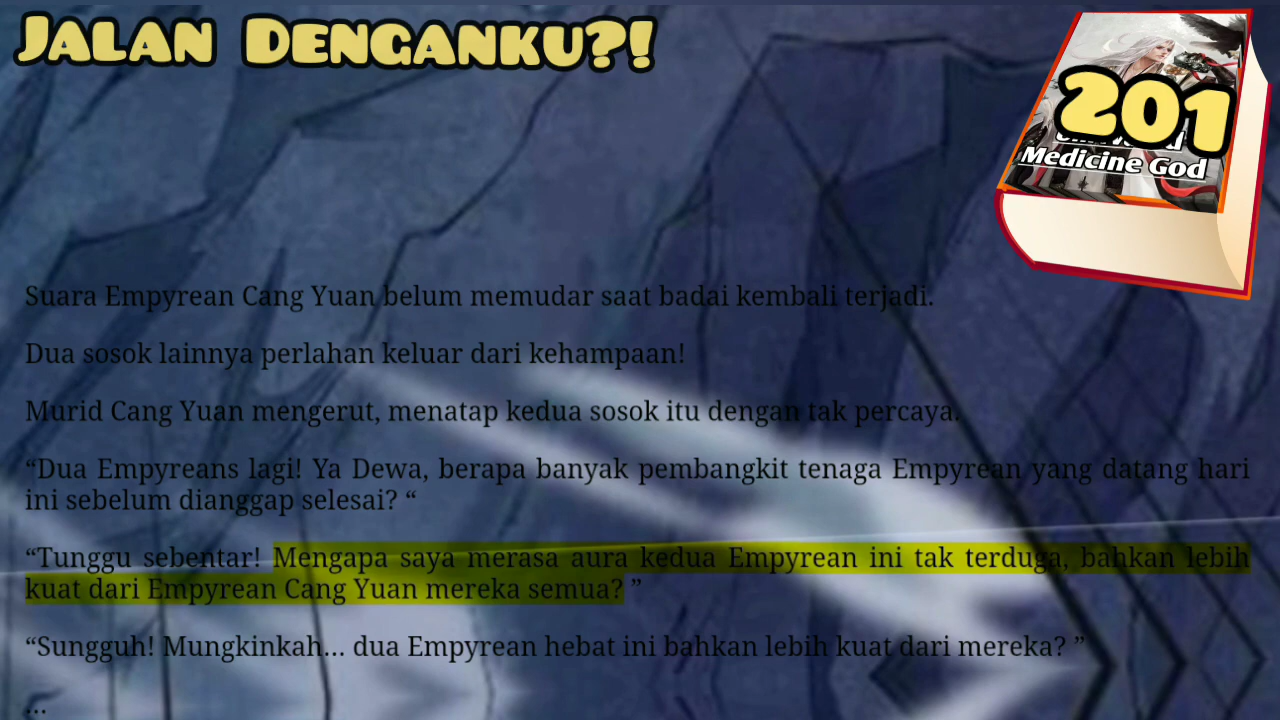 Jalan Denganku?!
201
Medicine God
Suara Empyrean Cang Yuan belum memudar saat badai kembali terjadi.
Dua sosok lainnya perlahan keluar dari kehampaan!
Murid Cang Yuan mengerut, menatap kedua sosok itu dengan tak percaya.
“Dua Empyreans lagi! Ya Dewa, berapa banyak pembangkit tenaga Empyrean yang datang hari
ini sebelum dianggap selesai? “
“Tunggu sebentar! Mengapa saya merasa aura kedua Empyrean ini tak terduga, bahkan lebih
kuat dari Empyrean Cang Yuan mereka semua? ”
“Sungguh! Mungkinkah... dua Empyrean hebat ini bahkan lebih kuat dari mereka? ”
...